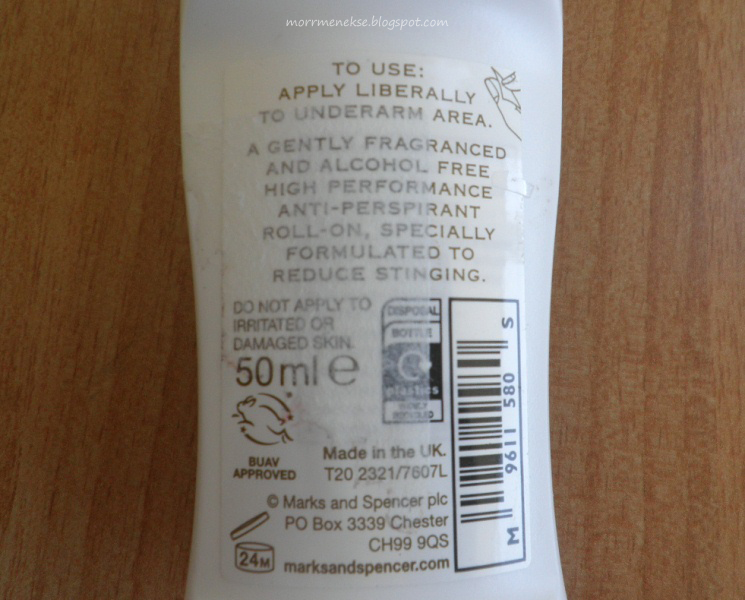 morrmenekse.blogspot.com
TO USE:
APPLY LIBERALLY
TO UNDERARM AREA.
A GENTLY FRAGRANCED
AND ALCOHOL FREE
HIGH PERFORMANCE
ANTI-PERSPIRANT
ROLL-ON, SPECIALLY
FORMULATED TO
REDUCE STINGING.
DO NOT APPLY TO
IRRITATED OR
DAMAGED SKIN.
50ml e
DISPOSAL
BOTTLE
plastics
BUAV
APPROVED
Made in the UK.
T20 2321/7607L
© Marks and Spencer plc
PO Box 3339 Chester
CH99 9QS
marksandspencer.com
24M
M 9611 580 S